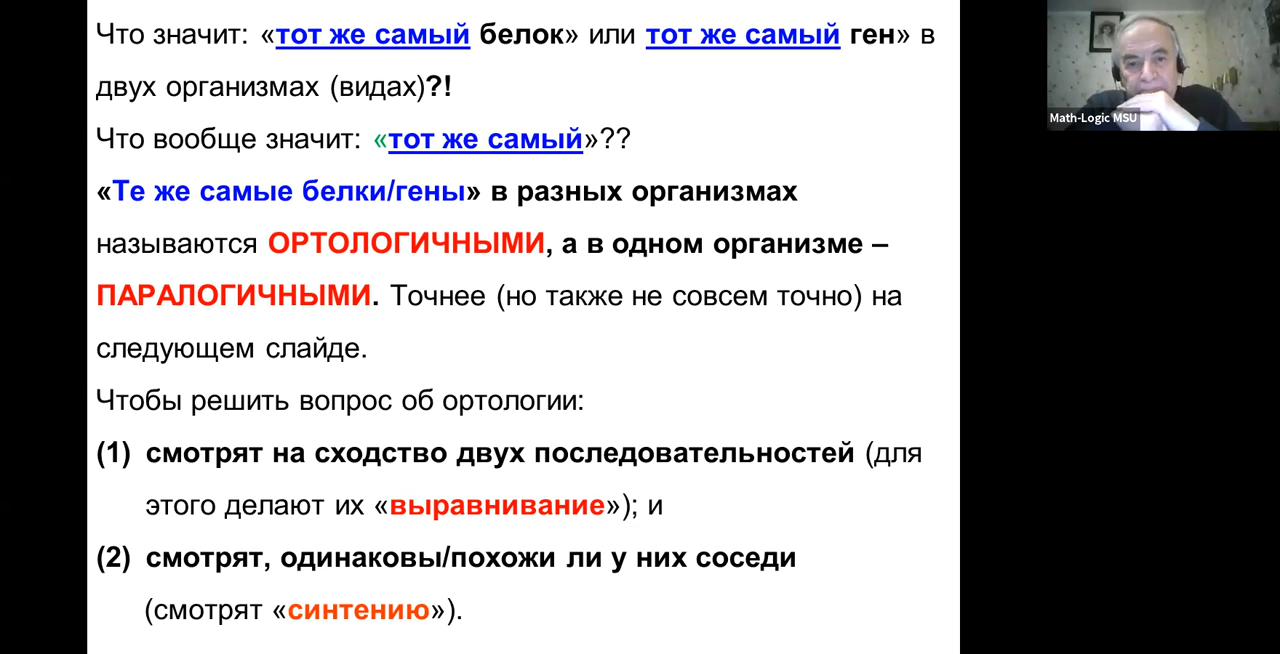 Что значит: «тот же самый белок» или тот же самый ген» в
двух организмах (видах)?!
Что вообще значит: «тот же самый»??
«Те же самые белки/гены» в разных организмах
называются ОРТОЛОГИЧНЫМИ, а в одном организме –
ПАРАЛОГИЧНЫМИ. Точнее (но также не совсем точно) на
следующем слайде.
Чтобы решить вопрос об ортологии:
(1) смотрят на сходство двух последовательностей (для
этого делают их «выравнивание»); и
(2) смотрят, одинаковы/похожи ли у них соседи
(смотрят «синтению»).
Math-Logic MSU